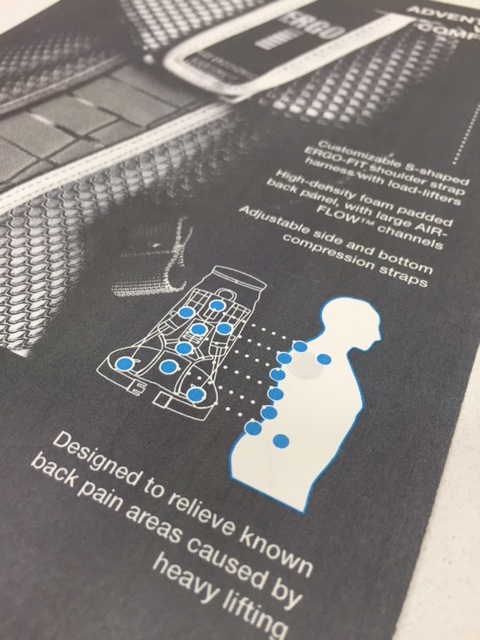 ERGO
ADVENT
COMF
Customizable S-shaped
ERGO-FIT shoulder strap
harness with load-lifters
High-density foam padded
back panel, with large AIR-
FLOW™ channels
Adjustable side and bottom
compression straps
Designed to relieve known
back pain areas caused by
heavy lifting